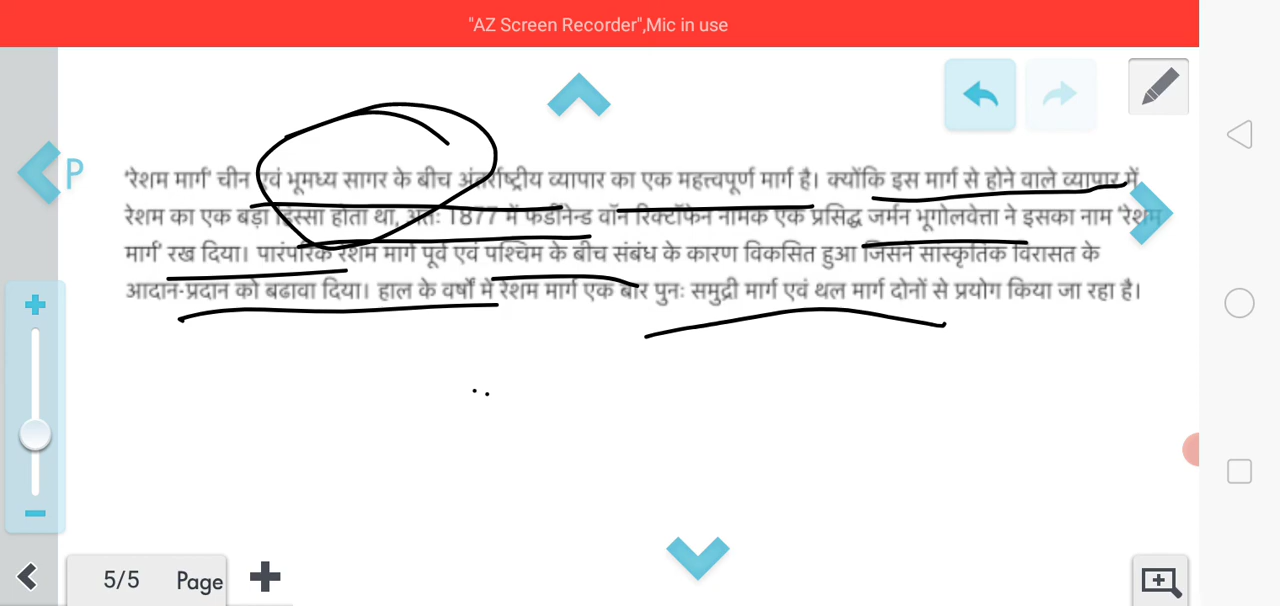 "AZ Screen Recorder",Mic in use
P
'रेशम मार्ग' चीन एवं भूमध्य सागर के बीच अंतर्राष्ट्रीय व्यापार का एक महत्त्वपूर्ण मार्ग है। क्योंकि इस मार्ग से होने वाले व्यापार में
रेशम का एक बड़ा हिस्सा होता था, अतः 1877 में फर्डीनेन्ड वॉन रिक्टॉफेन नामक एक प्रसिद्ध जर्मन भूगोलवेत्ता ने इसका नाम 'रेशम
मार्ग' रख दिया। पारंपरिक रेशम मार्ग पूर्व एवं पश्चिम के बीच संबंध के कारण विकसित हुआ जिसने सांस्कृतिक विरासत के
आदान-प्रदान को बढावा दिया। हाल के वर्षों में रेशम मार्ग एक बार पुनः समुद्री मार्ग एवं थल मार्ग दोनों से प्रयोग किया जा रहा है।
5/5 Page